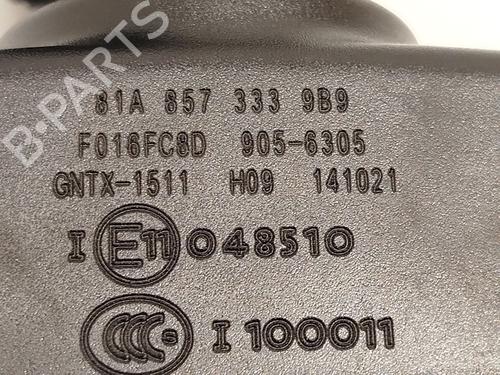 81A 857 333 9B9
F016FC8D 905-6305
GNTX-1511 H09 141021
I E11 048510
CCC S I 100011
B-PARTS